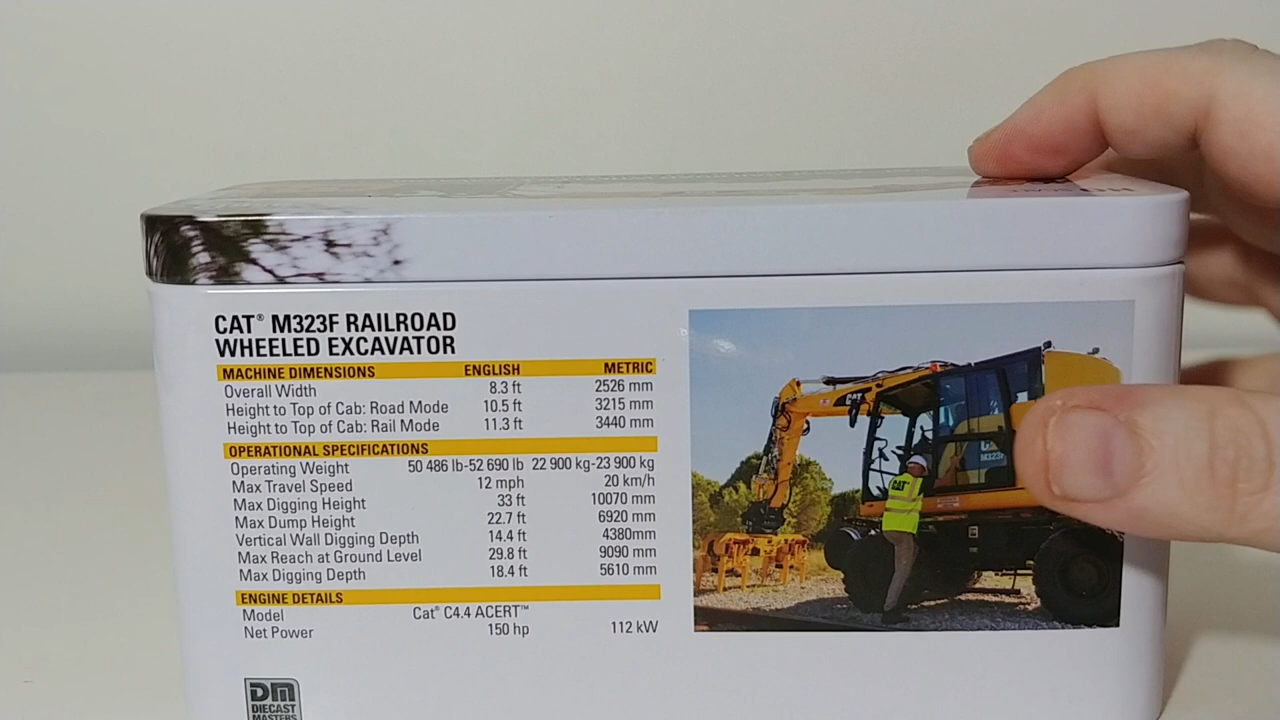 CAT® M323F RAILROAD
WHEELED EXCAVATOR
MACHINE DIMENSIONS ENGLISH METRIC
Overall Width 8.3 ft 2526 mm
Height to Top of Cab: Road Mode 10.5 ft 3215 mm
Height to Top of Cab: Rail Mode 11.3 ft 3440 mm
OPERATIONAL SPECIFICATIONS
Operating Weight 50 486 lb-52 690 lb 22 900 kg-23 900 kg
Max Travel Speed 12 mph 20 km/h
Max Digging Height 33 ft 10070 mm
Max Dump Height 22.7 ft 6920 mm
Vertical Wall Digging Depth 14.4 ft 4380mm
Max Reach at Ground Level 29.8 ft 9090 mm
Max Digging Depth 18.4 ft 5610 mm
ENGINE DETAILS
Model Cat® C4.4 ACERT™
Net Power 150 hp 112 kW
CAT
CAT
M323F
DM
DIECAST
MASTERS